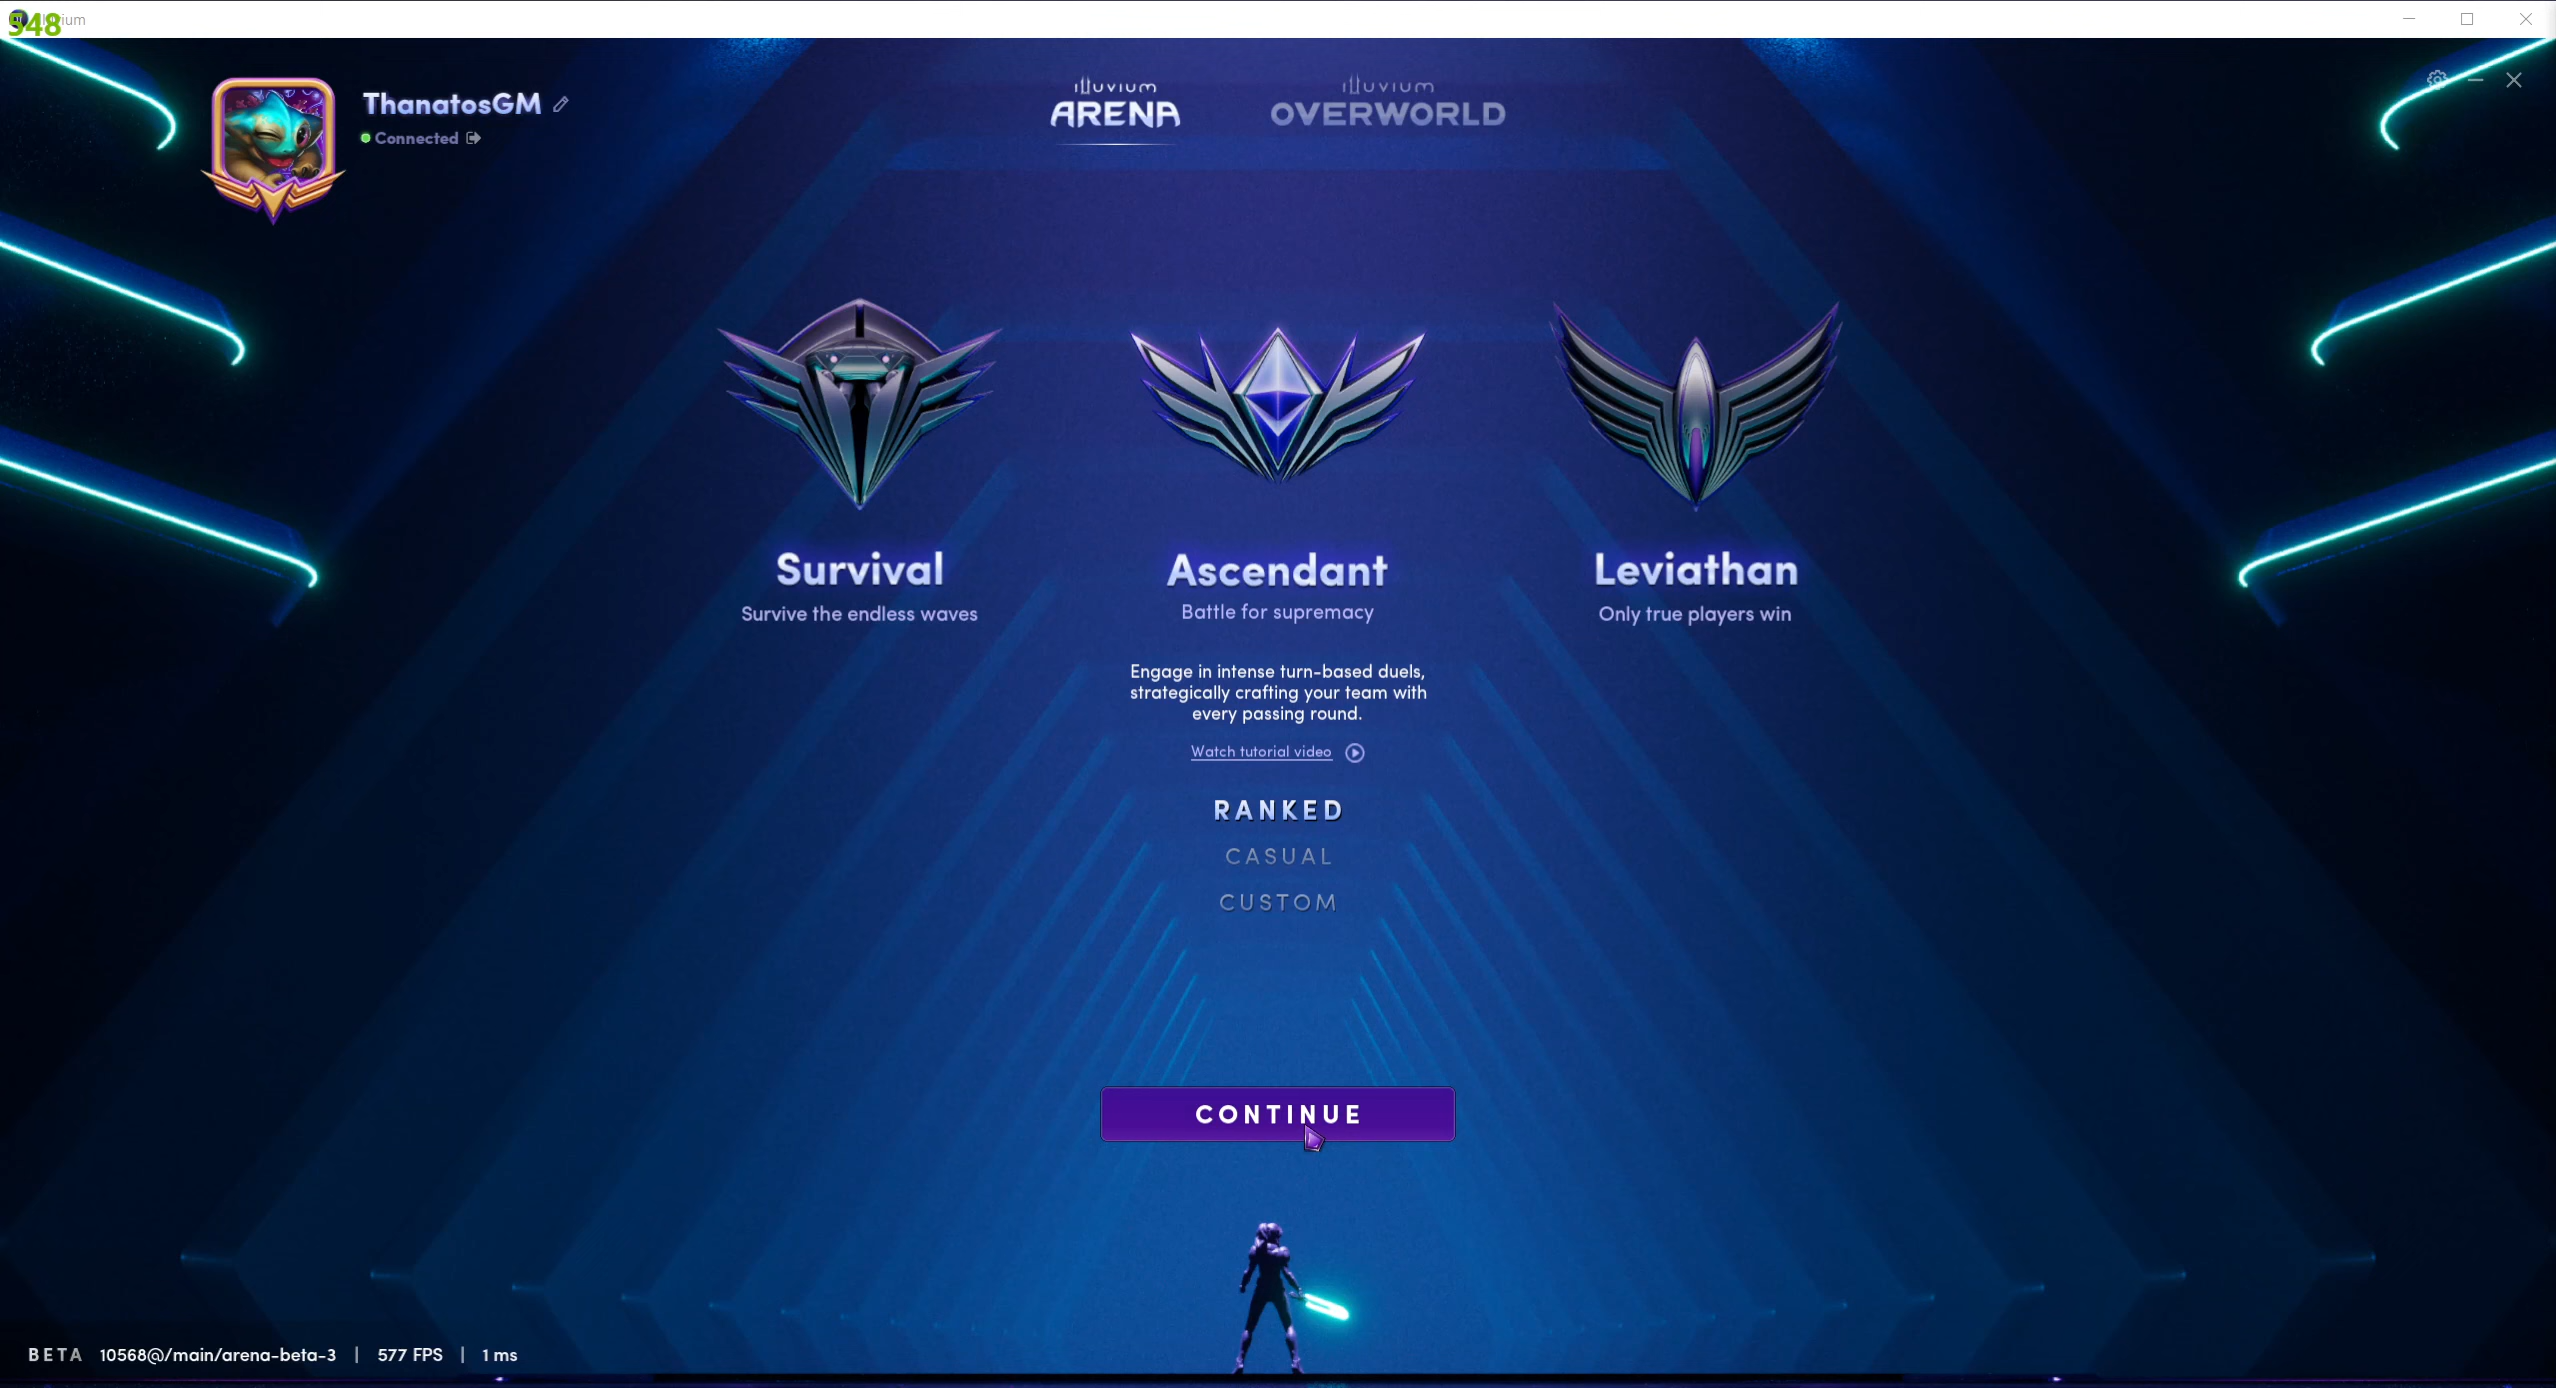 548
ThanatosGM
Connected
ILLUVIUM
ARENA
ILLUVIUM
OVERWORLD
Survival
Survive the endless waves
Ascendant
Battle for supremacy
Leviathan
Only true players win
Engage in intense turn-based duels,
strategically crafting your team with
every passing round.
Watch tutorial video
RANKED
CASUAL
CUSTOM
CONTINUE
BETA 10568@/main/arena-beta-3 | 577 FPS | 1 ms